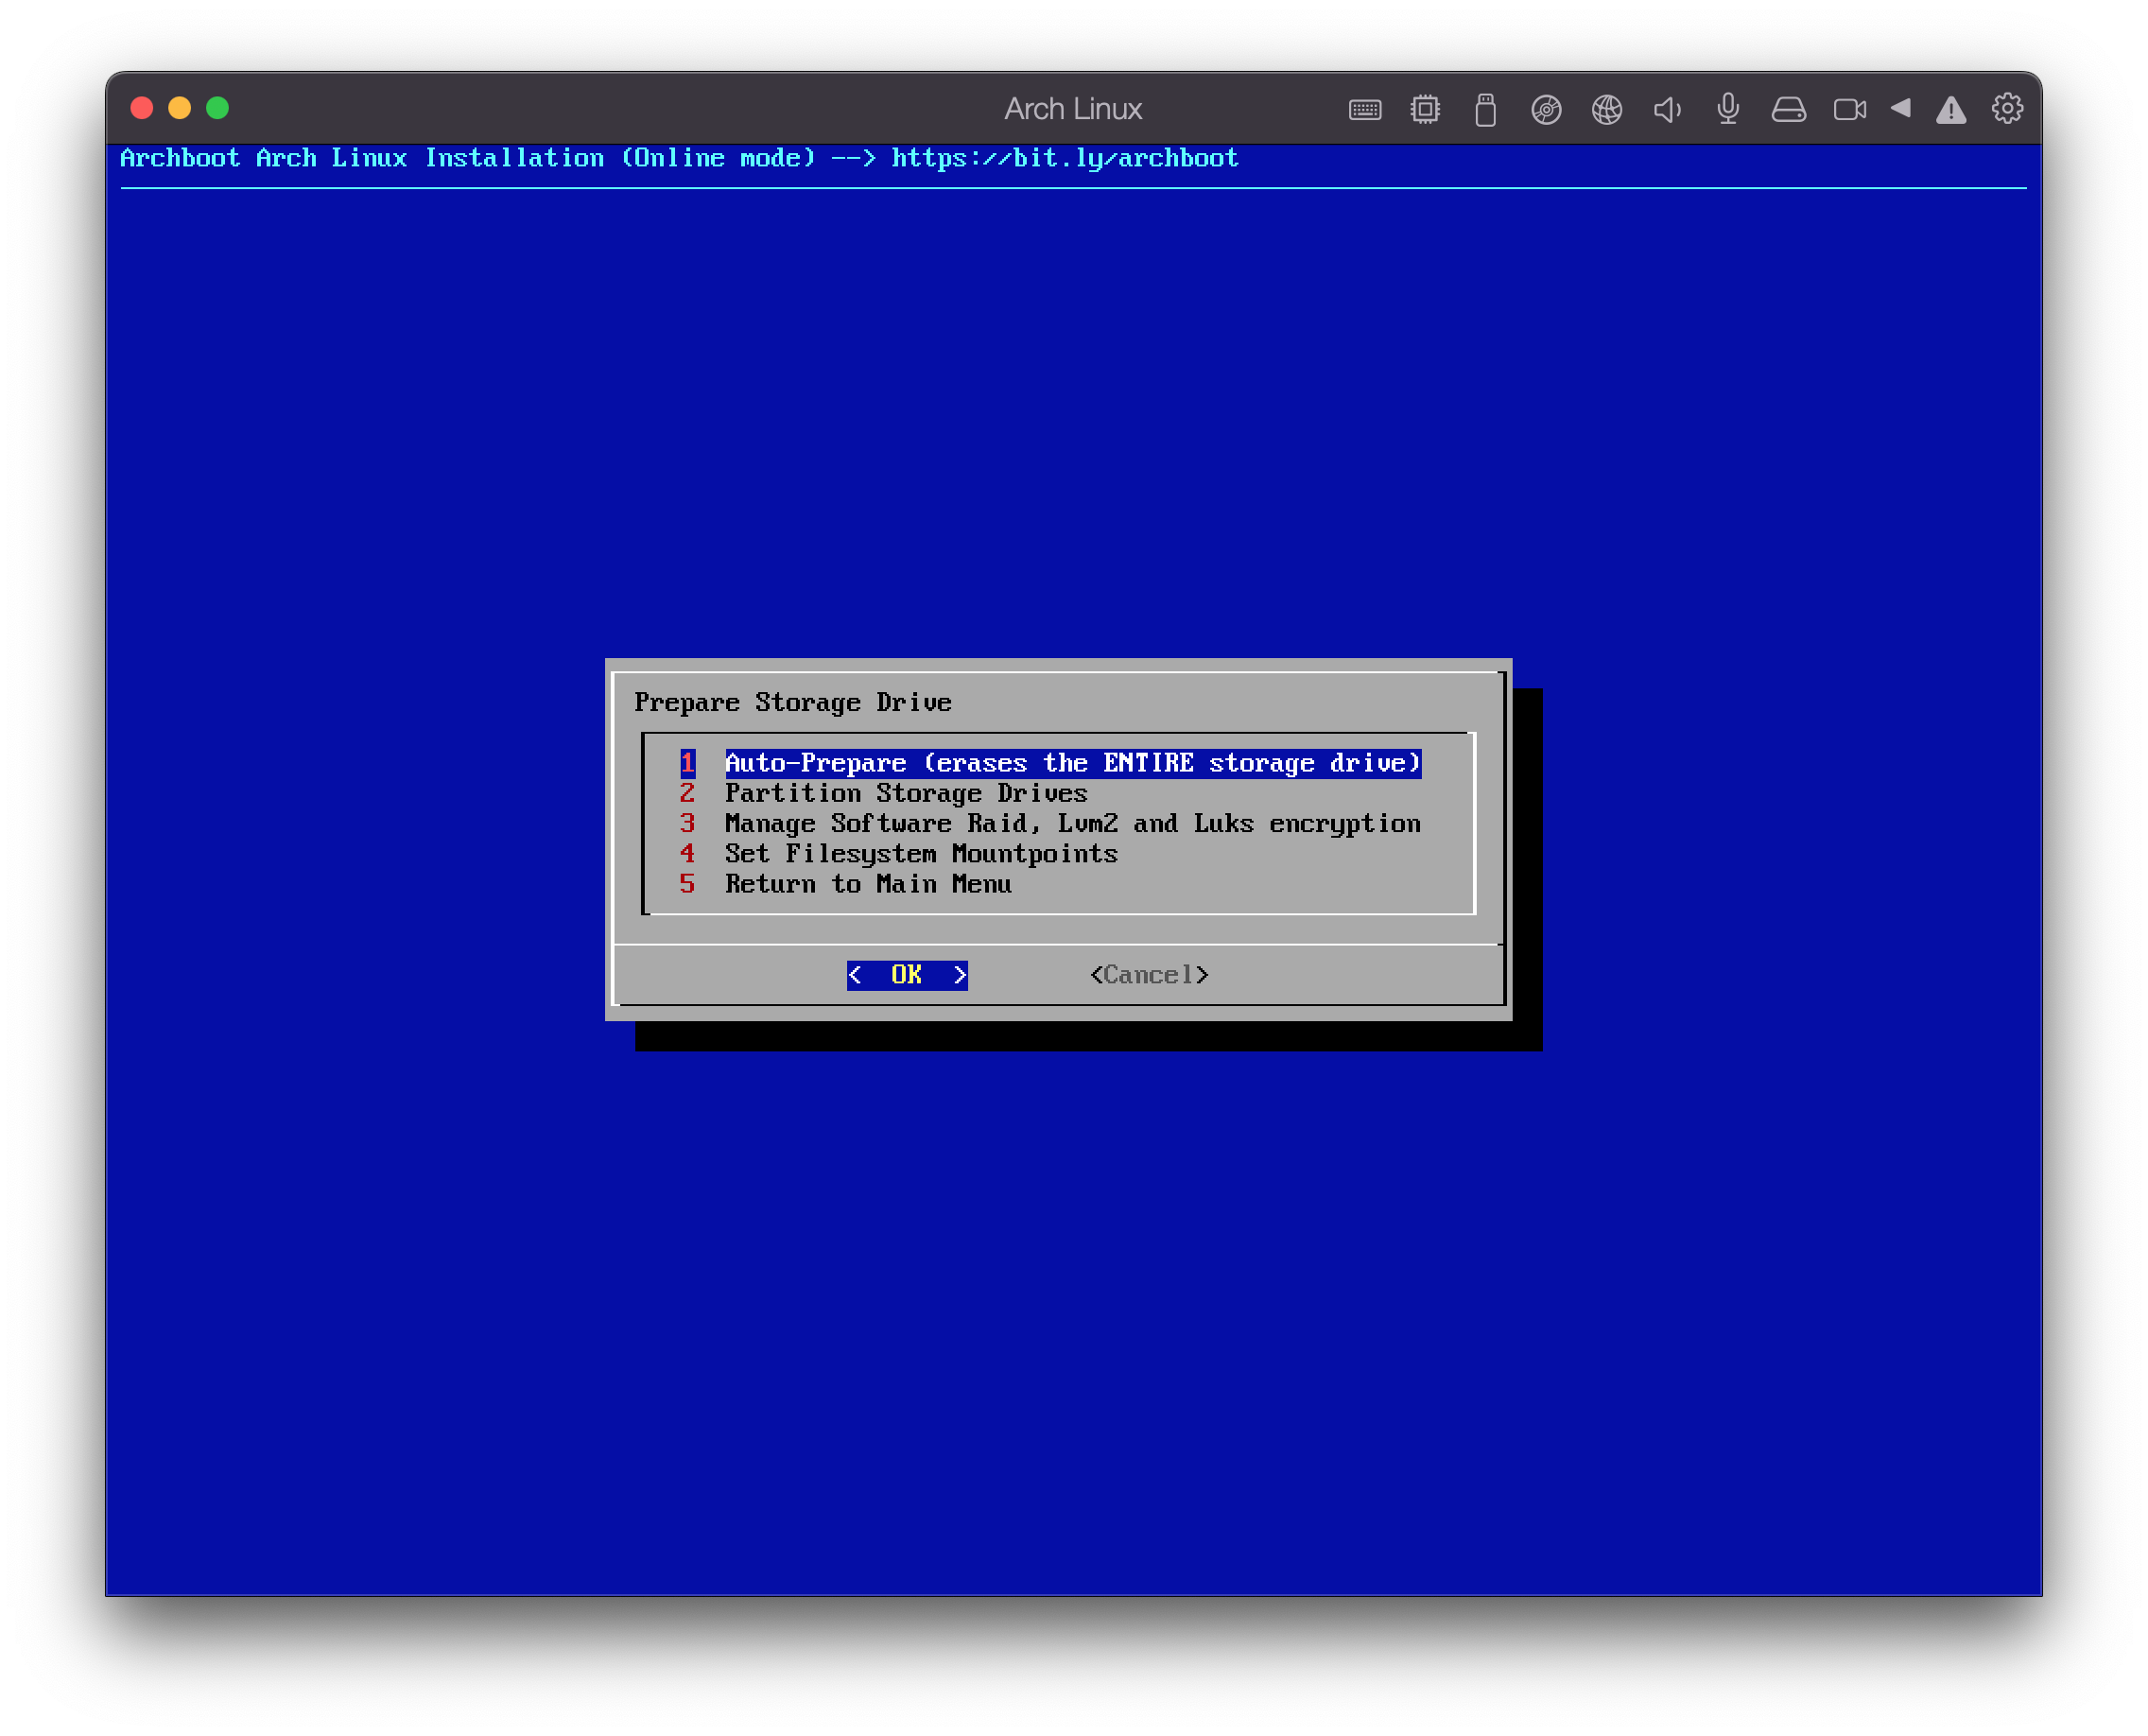 Arch Linux
Archboot Arch Linux Installation (Online mode) --> https://bit.ly/archboot
Prepare Storage Drive
1 Auto-Prepare (erases the ENTIRE storage drive)
2 Partition Storage Drives
3 Manage Software Raid, Lvm2 and Luks encryption
4 Set Filesystem Mountpoints
5 Return to Main Menu
< OK > <Cancel>